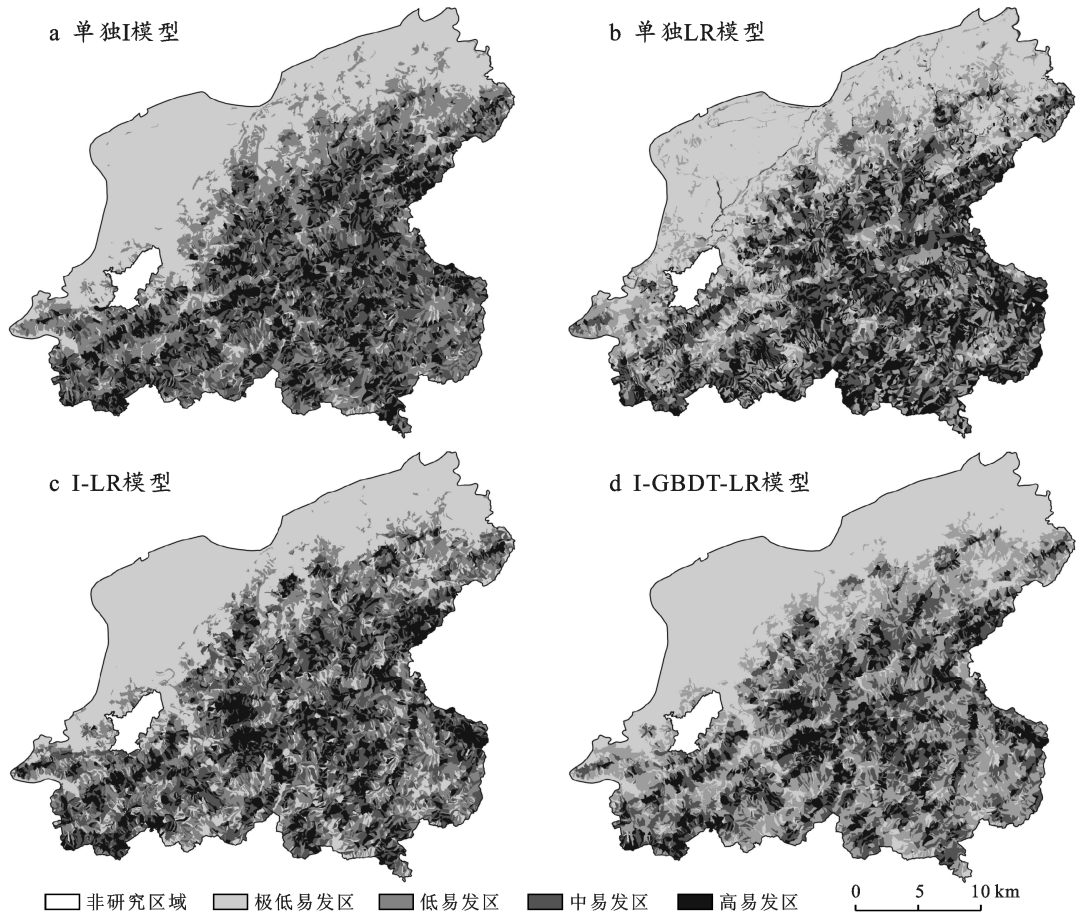 a 单独I模型
b 单独LR模型
c I-LR模型
d I-GBDT-LR模型
非研究区域 极低易发区 低易发区 中易发区 高易发区 0 5 10 km